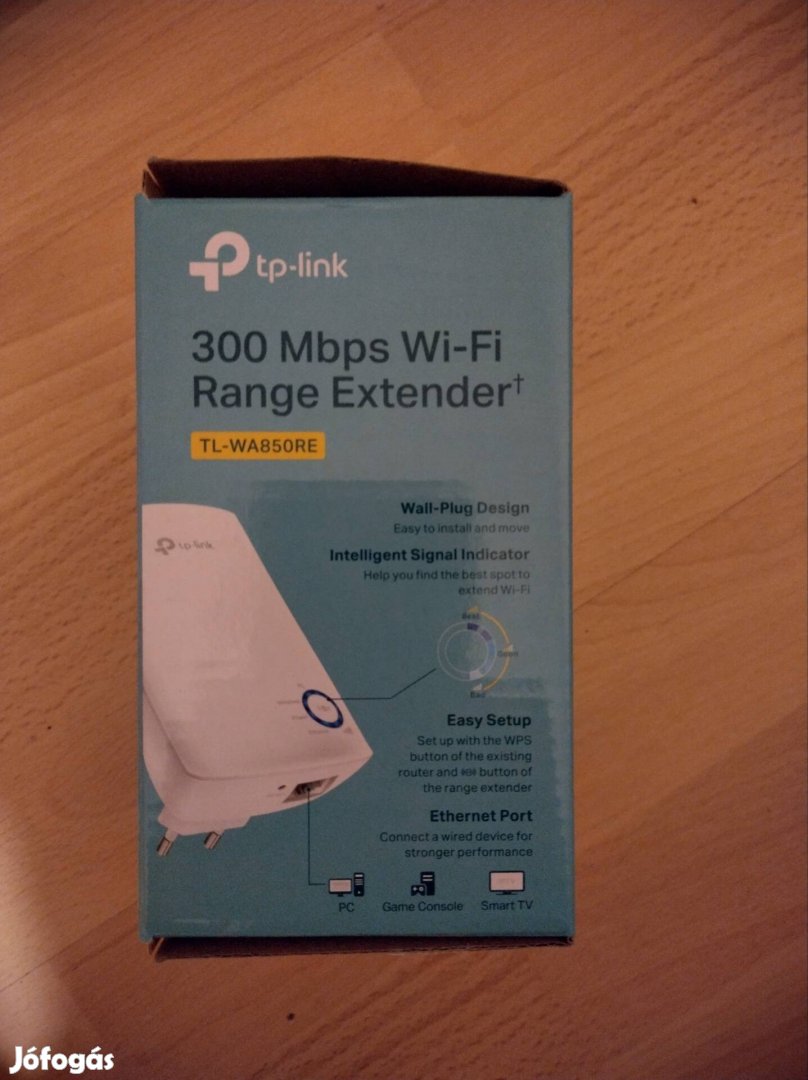 tp-link
300 Mbps Wi-Fi
Range Extender†
TL-WA850RE
Wall-Plug Design
Easy to install and move
Intelligent Signal Indicator
Help you find the best spot to
extend Wi-Fi
tp-link
Best
Good
Bad
Easy Setup
Set up with the WPS
button of the existing
router and button of
the range extender
Ethernet Port
Connect a wired device for
stronger performance
PC
Game Console
Smart TV
Jófogás